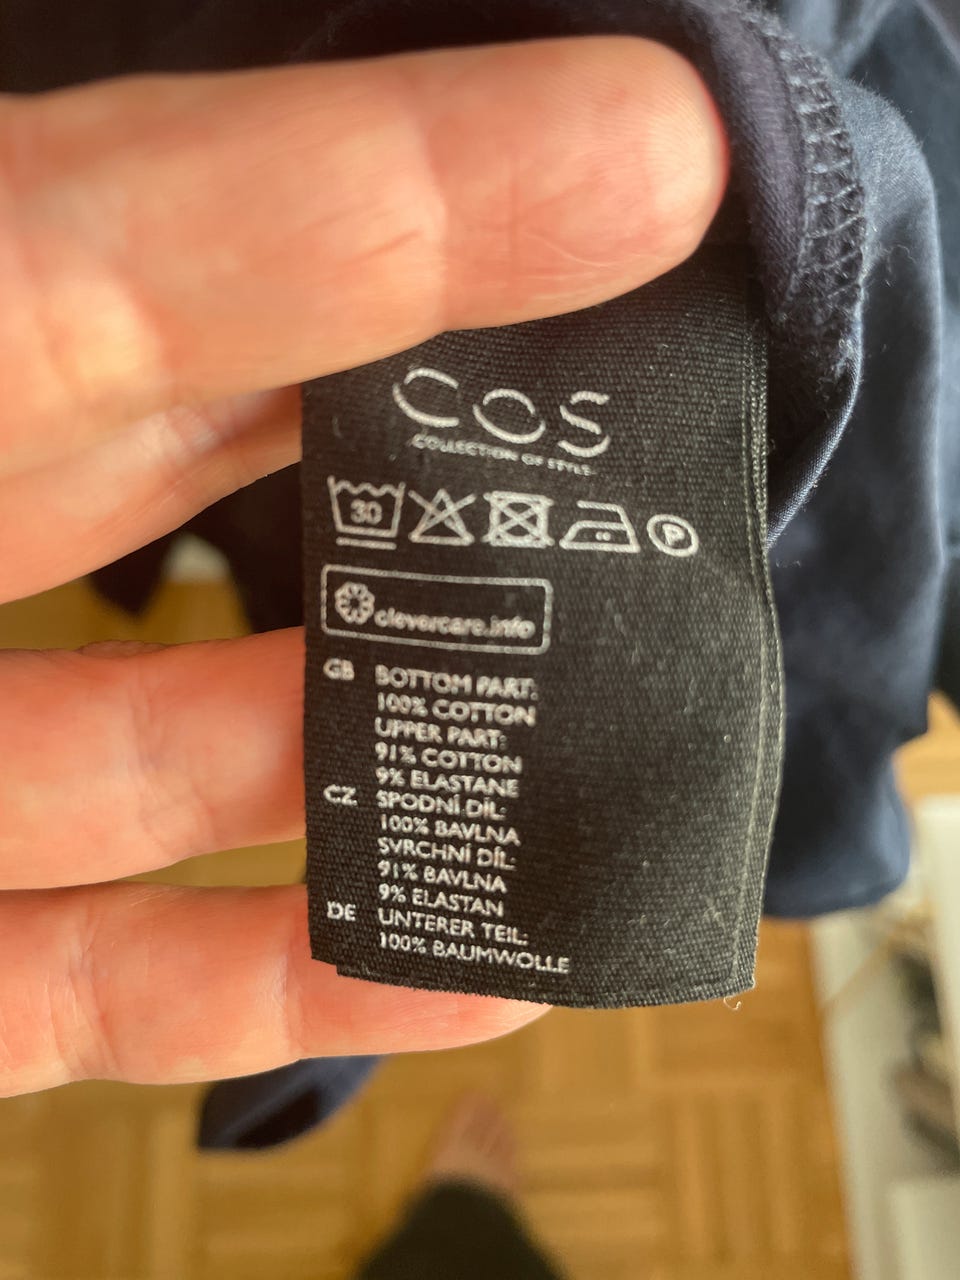 COS
COLLECTION OF STYLE
30 P
clevercare.info
GB BOTTOM PART:
100% COTTON
UPPER PART:
91% COTTON
9% ELASTANE
CZ SPODNÍ DÍL:
100% BAVLNA
SVRCHNÍ DÍL:
91% BAVLNA
9% ELASTAN
DE UNTERER TEIL:
100% BAUMWOLLE